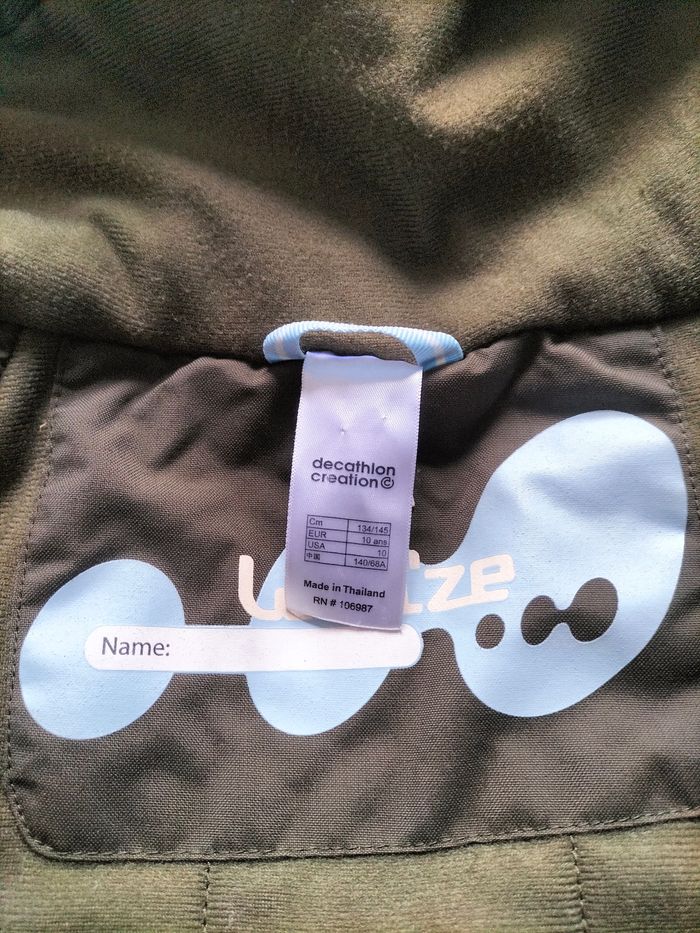 decathlon
creation©
Cm 134/145
EUR 10 ans
USA 10
中国 140/68A
Made in Thailand
RN # 106987
Name: